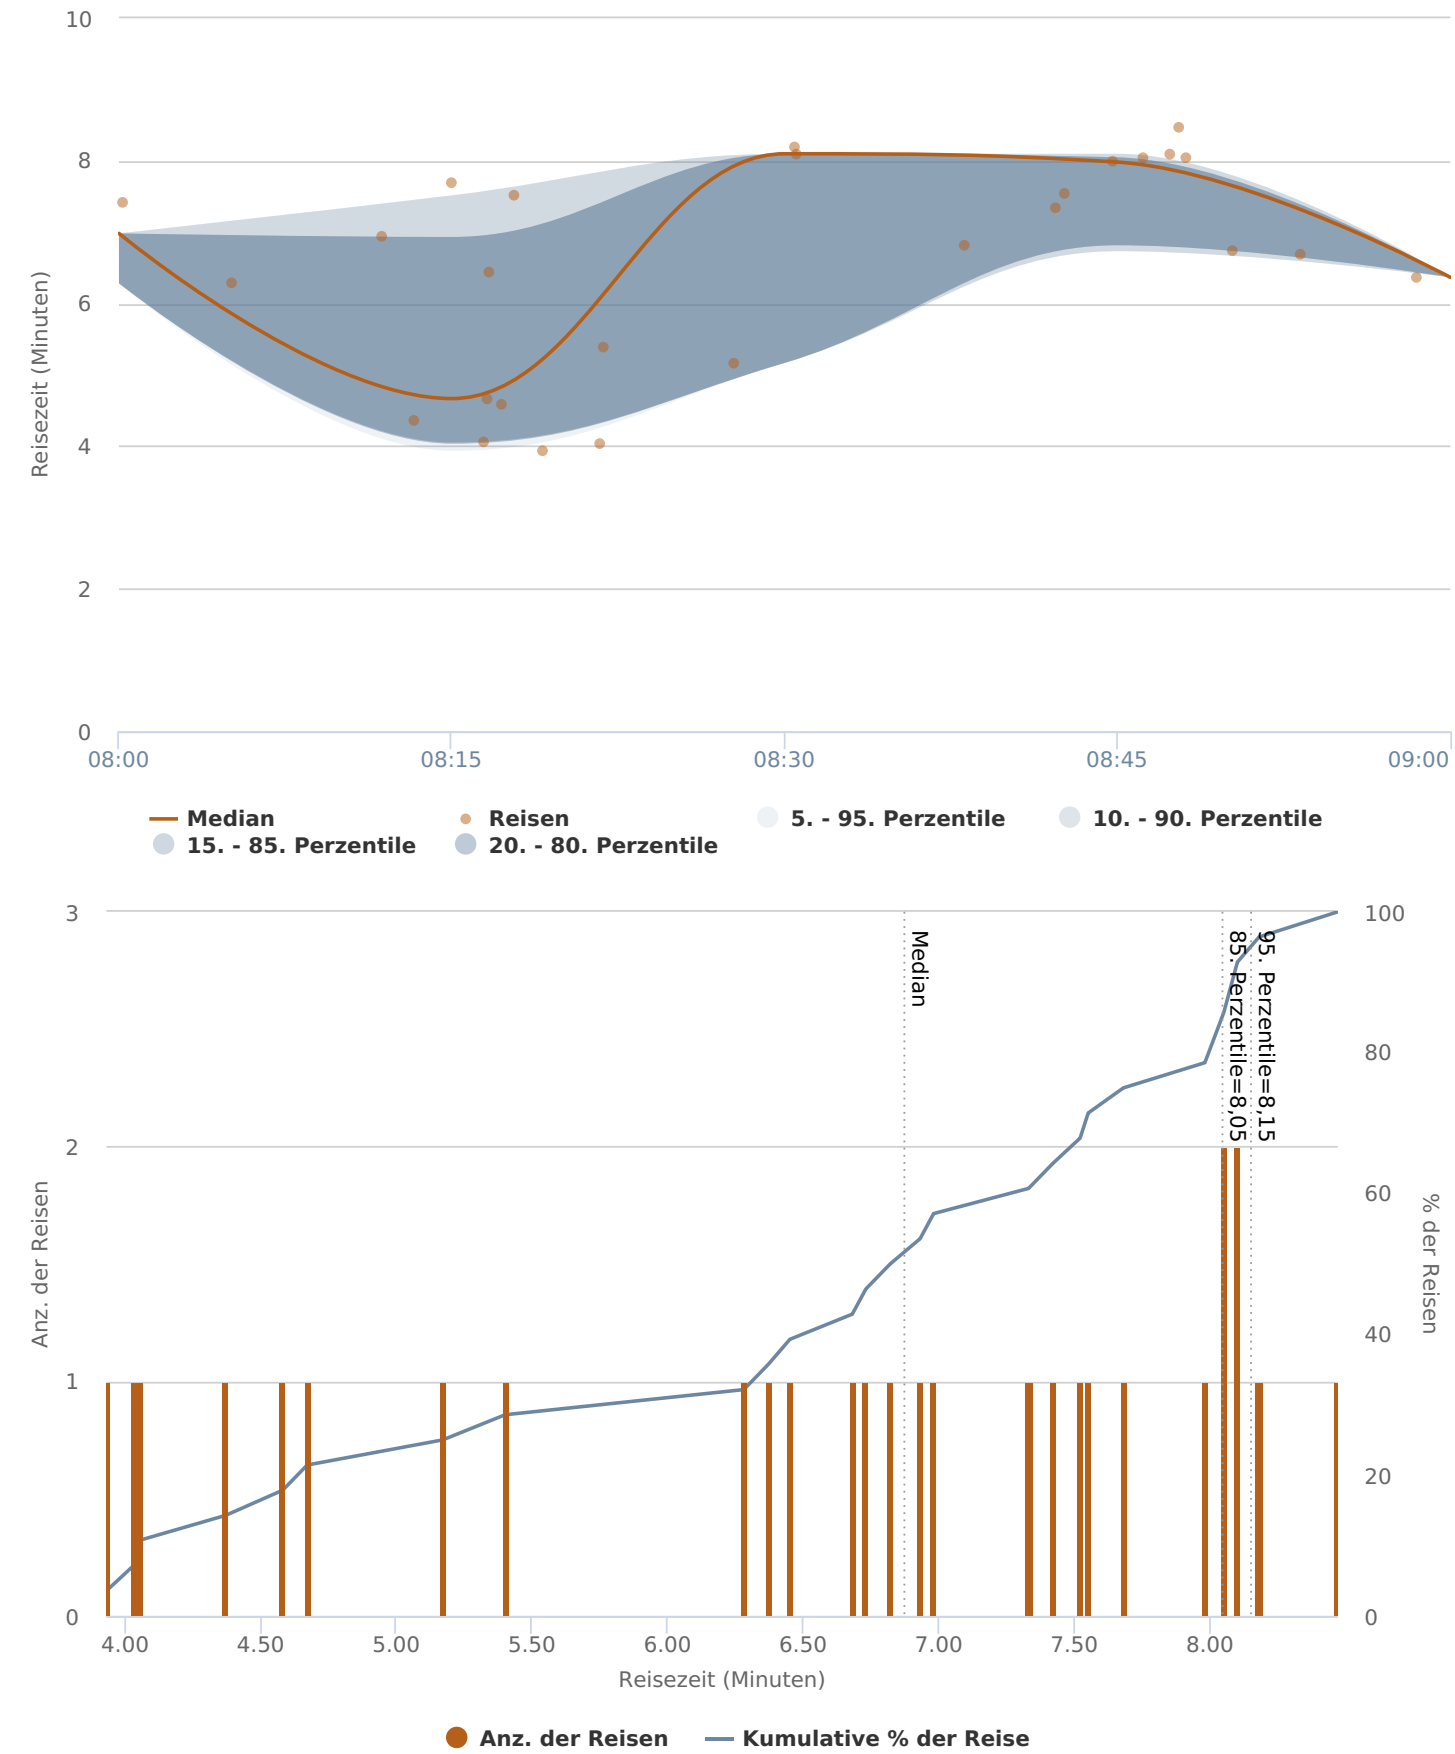 10
8
6
4
2
0
Reisezeit (Minuten)
08:00 08:15 08:30 08:45 09:00
Median Reisen 5. - 95. Perzentile 10. - 90. Perzentile
15. - 85. Perzentile 20. - 80. Perzentile
3
2
1
0
Anz. der Reisen
Median
85. Perzentile=8,05
95. Perzentile=8,15
100
80
60
40
20
0
% der Reisen
4.00 4.50 5.00 5.50 6.00 6.50 7.00 7.50 8.00
Reisezeit (Minuten)
Anz. der Reisen Kumulative % der Reise